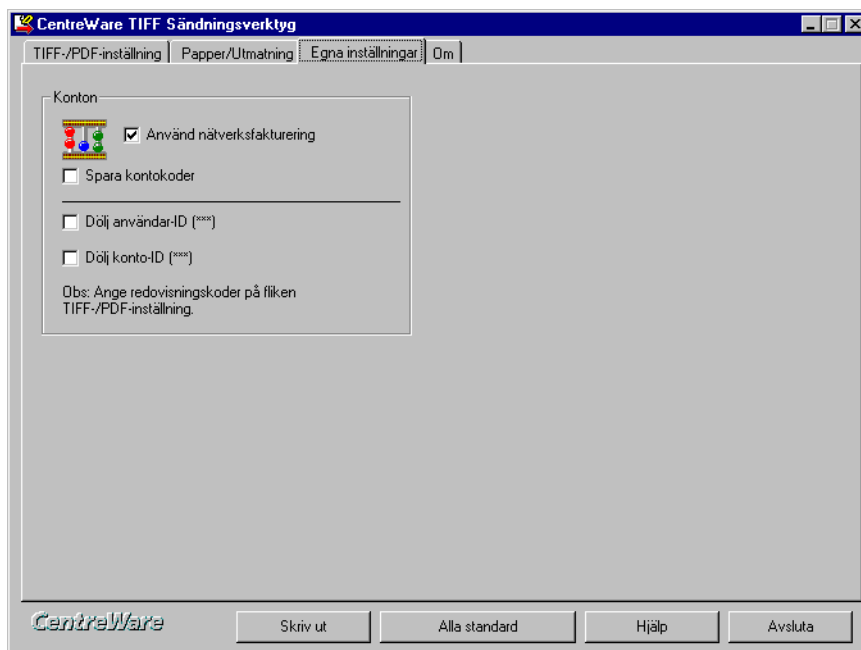 CentreWare TIFF Sändningsverktyg
TIFF-/PDF-inställning Papper/Utmatning Egna inställningar Om
Konton
Använd nätverksfakturering
Spara kontokoder
Dölj användar-ID (***)
Dölj konto-ID (***)
Obs: Ange redovisningskoder på fliken
TIFF-/PDF-inställning.
CentreWare Skriv ut Alla standard Hjälp Avsluta